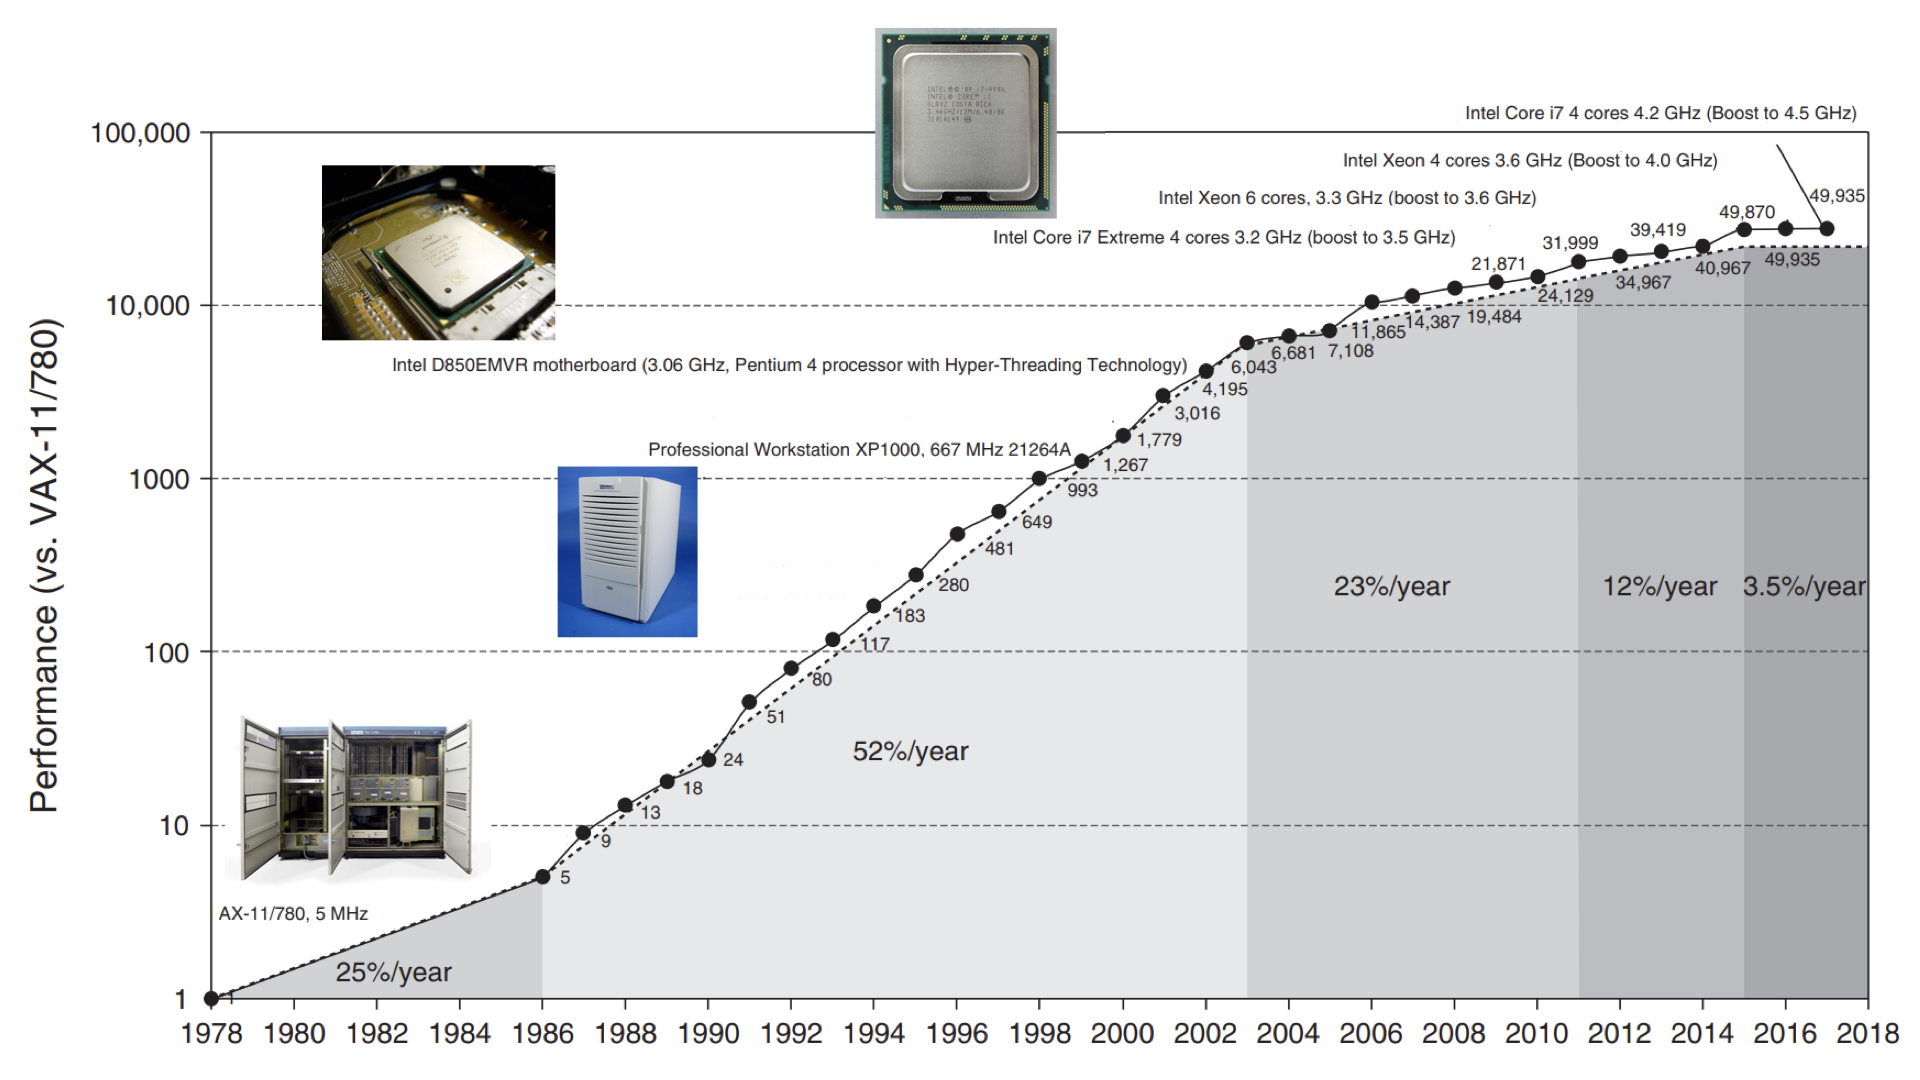 INTEL® CORE™ i7
Intel Core i7 4 cores 4.2 GHz (Boost to 4.5 GHz)
100,000
Intel Xeon 4 cores 3.6 GHz (Boost to 4.0 GHz)
Intel Xeon 6 cores, 3.3 GHz (boost to 3.6 GHz)
Intel Core i7 Extreme 4 cores 3.2 GHz (boost to 3.5 GHz)
49,935
49,870
39,419
31,999
21,871
49,935
40,967
34,967
24,129
19,484
14,387
11,865
10,000
7,108
6,681
6,043
Intel D850EMVR motherboard (3.06 GHz, Pentium 4 processor with Hyper-Threading Technology)
4,195
3,016
1,779
Professional Workstation XP1000, 667 MHz 21264A
1,267
1000
993
649
481
280
183
117
100
80
51
24
18
13
10
9
5
1
23%/year
12%/year
3.5%/year
52%/year
25%/year
AX-11/780, 5 MHz
Performance (vs. VAX-11/780)
1978 1980 1982 1984 1986 1988 1990 1992 1994 1996 1998 2000 2002 2004 2006 2008 2010 2012 2014 2016 2018